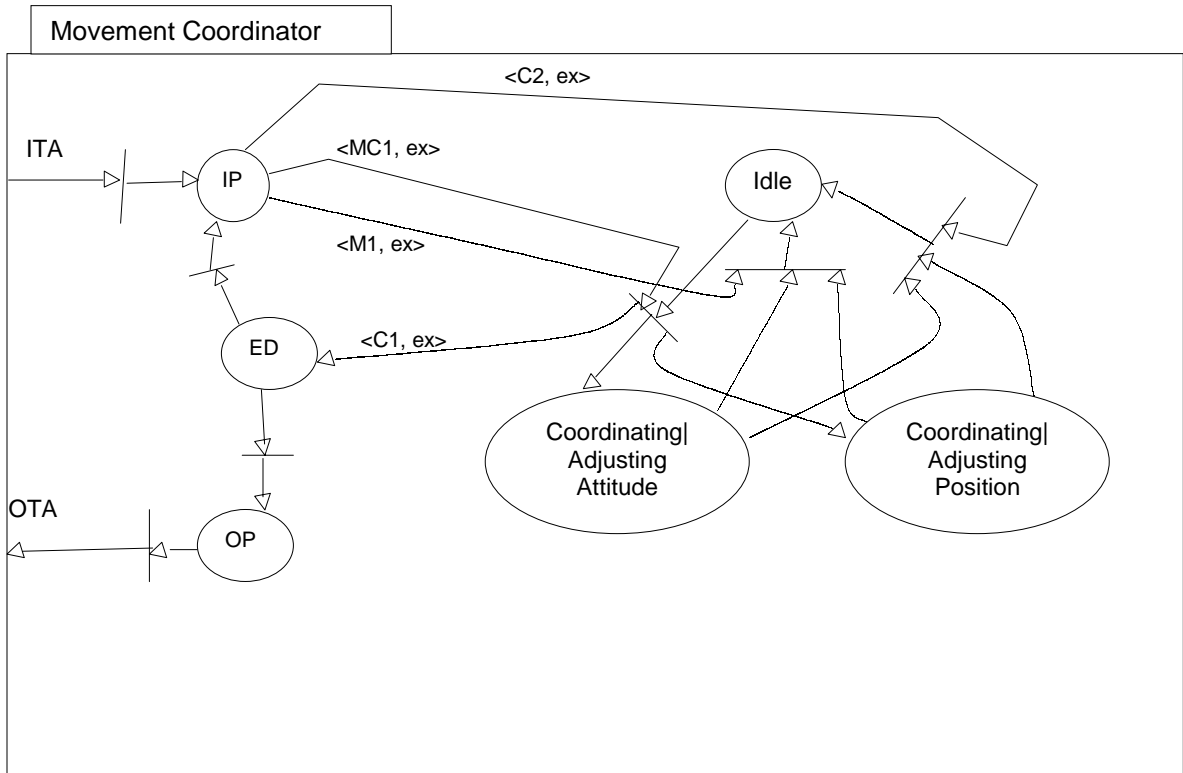 Movement Coordinator
<C2, ex>
ITA
<MC1, ex>
IP
Idle
<M1, ex>
<C1, ex>
ED
Coordinating|
Adjusting
Attitude
Coordinating|
Adjusting
Position
OTA
OP